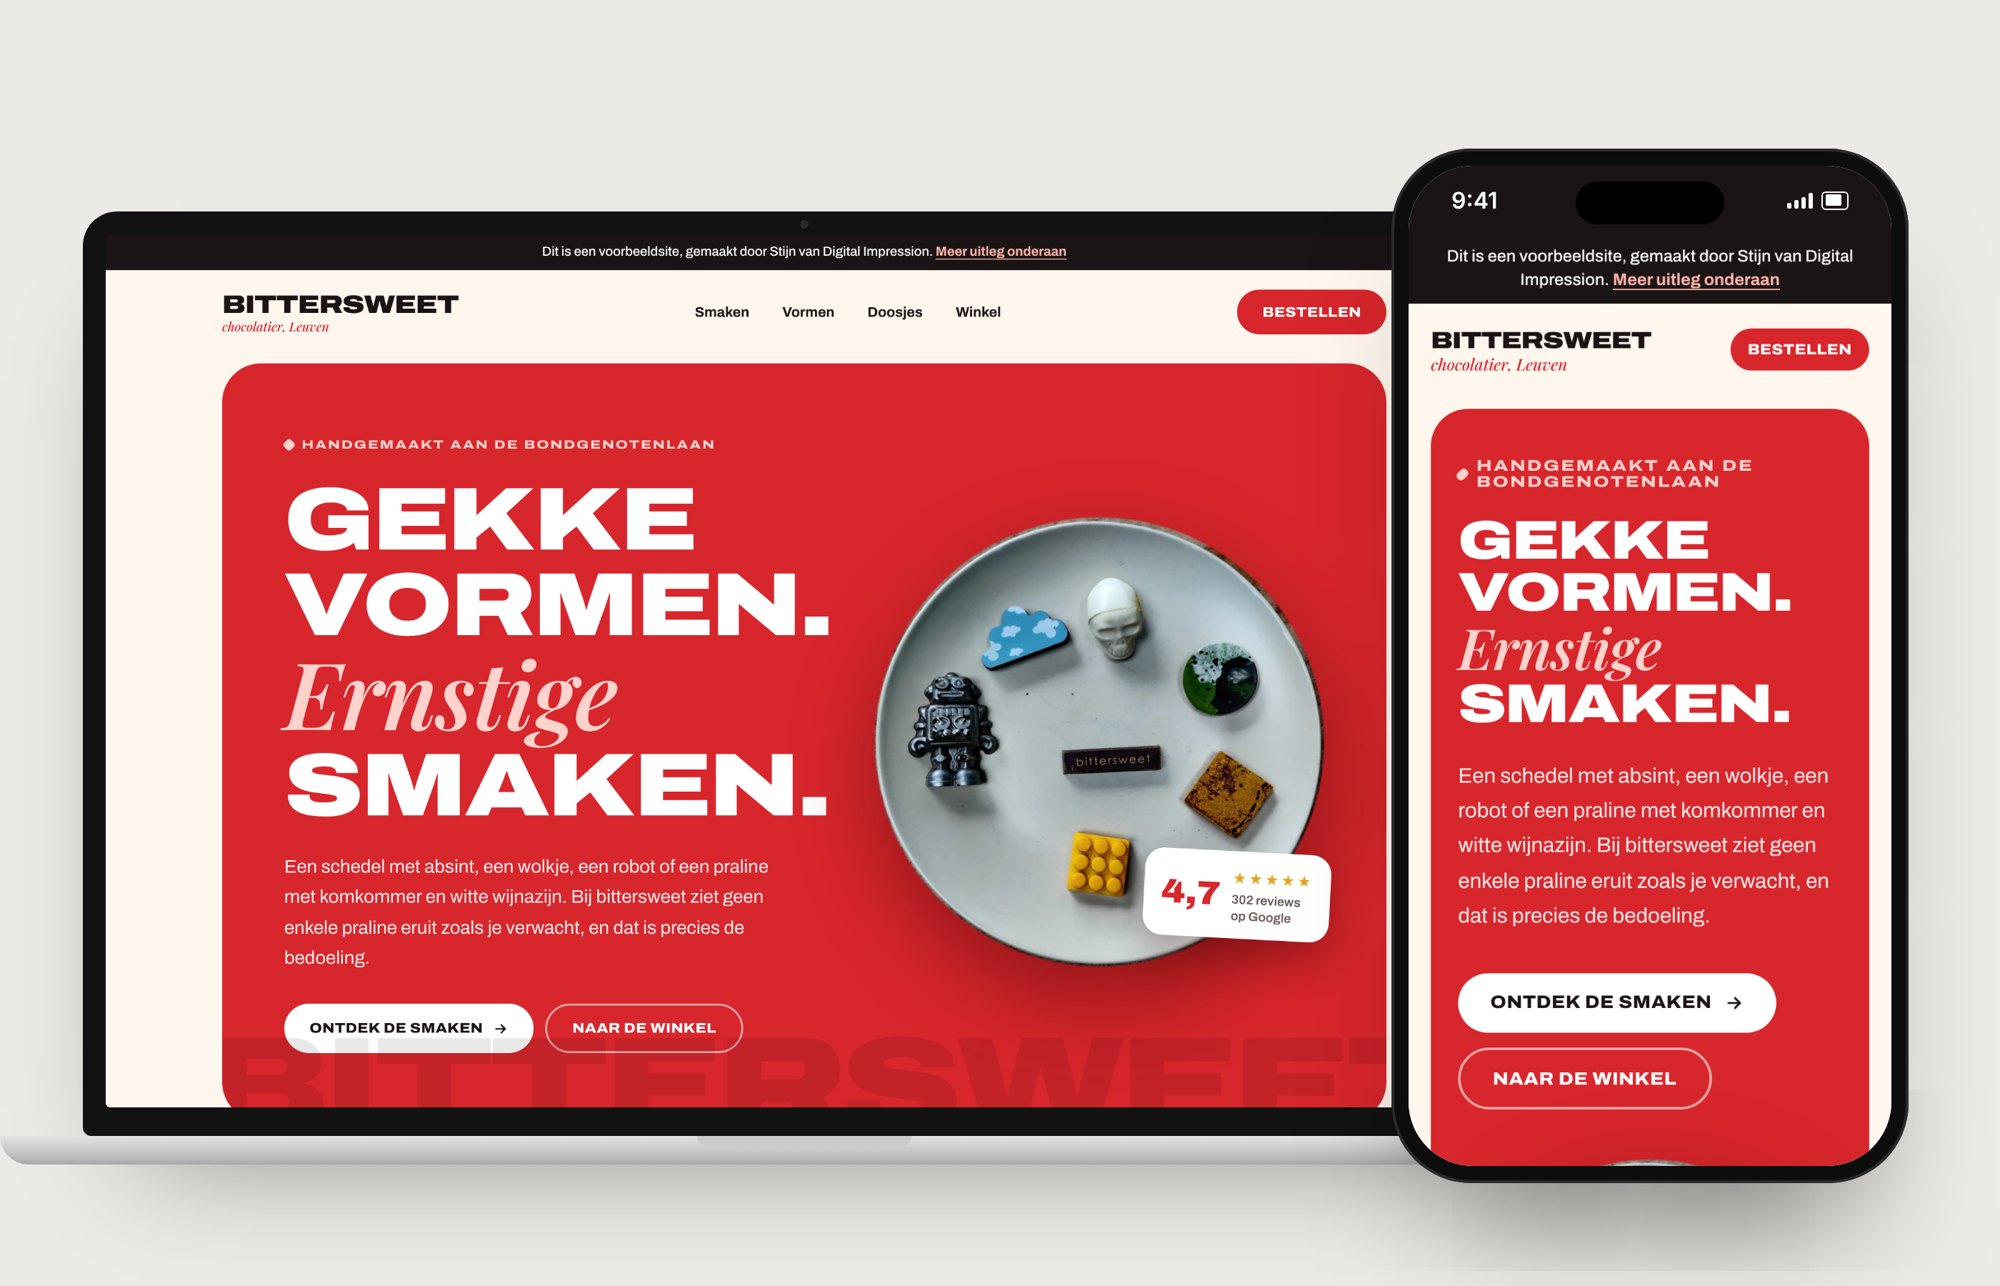 Dit is een voorbeeldsite, gemaakt door Stijn van Digital Impression. Meer uitleg onderaan
BITTERSWEET
chocolatier, Leuven
Smaken Vormen Doosjes Winkel
BESTELLEN
HANDGEMAAKT AAN DE BONDGENOTENLAAN
GEKKE
VORMEN.
Ernstige
SMAKEN.
Een schedel met absint, een wolkje, een robot of een praline
met komkommer en witte wijnazijn. Bij bittersweet ziet geen
enkele praline eruit zoals je verwacht, en dat is precies de
bedoeling.
ONTDEK DE SMAKEN →
NAAR DE WINKEL
bittersweet
4,7
★★★★★
302 reviews
op Google
BITTERSWEET
9:41
Dit is een voorbeeldsite, gemaakt door Stijn van Digital
Impression. Meer uitleg onderaan
BITTERSWEET
chocolatier, Leuven
BESTELLEN
HANDGEMAAKT AAN DE
BONDGENOTENLAAN
GEKKE
VORMEN.
Ernstige
SMAKEN.
Een schedel met absint, een wolkje, een
robot of een praline met komkommer en
witte wijnazijn. Bij bittersweet ziet geen
enkele praline eruit zoals je verwacht, en
dat is precies de bedoeling.
ONTDEK DE SMAKEN →
NAAR DE WINKEL